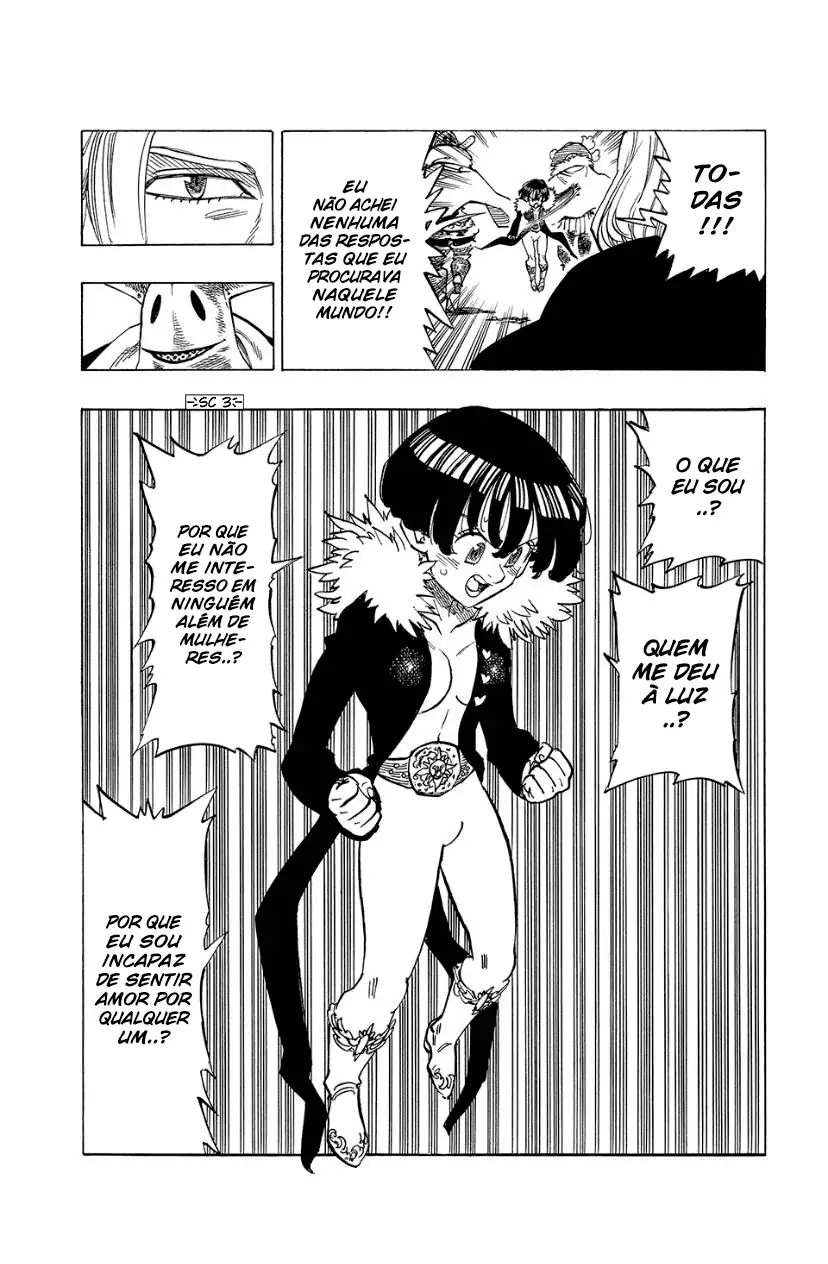 TO-
DAS
!!!
EU
NÃO ACHEI
NENHUMA
DAS RESPOS-
TAS QUE EU
PROCURAVA
NAQUELE
MUNDO!!
SC 3
O QUE
EU SOU
..?
QUEM
ME DEU
À LUZ
..?
POR QUE
EU NÃO
ME INTE-
RESSO EM
NINGUÉM
ALÉM DE
MULHE-
RES..?
POR QUE
EU SOU
INCAPAZ
DE SENTIR
AMOR POR
QUALQUER
UM..?